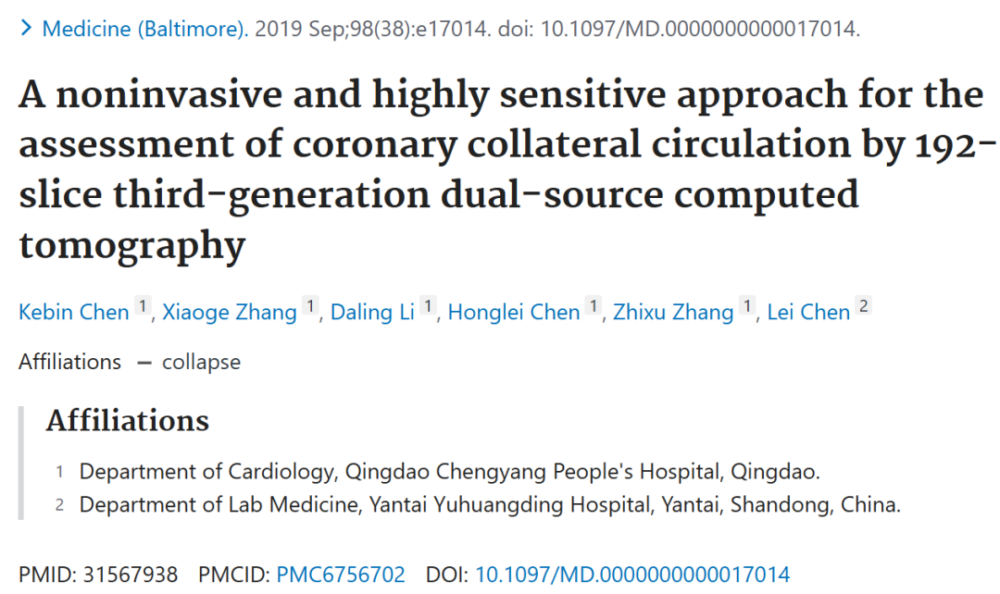 Medicine (Baltimore). 2019 Sep;98(38):e17014. doi: 10.1097/MD.0000000000017014.
A noninvasive and highly sensitive approach for the
assessment of coronary collateral circulation by 192-
slice third-generation dual-source computed
tomography
Kebin Chen 1, Xiaoge Zhang 1, Daling Li 1, Honglei Chen 1, Zhixu Zhang 1, Lei Chen 2
Affiliations — collapse
Affiliations
1 Department of Cardiology, Qingdao Chengyang People's Hospital, Qingdao.
2 Department of Lab Medicine, Yantai Yuhuangding Hospital, Yantai, Shandong, China.
PMID: 31567938 PMCID: PMC6756702 DOI: 10.1097/MD.0000000000017014